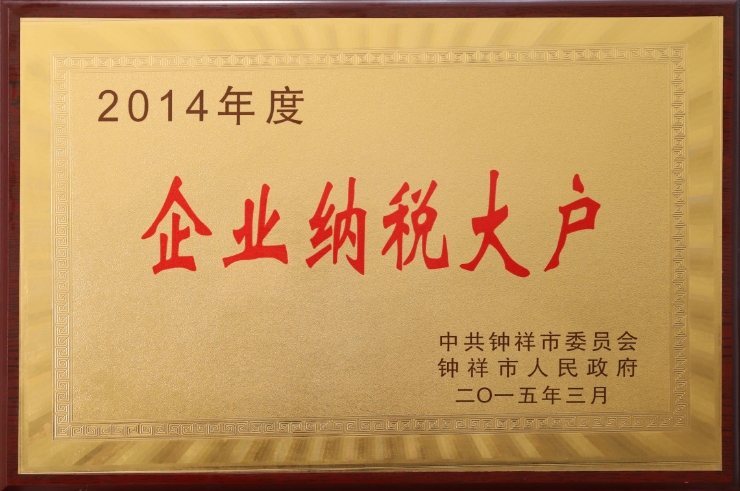 2014年度
企业纳税大户
中共钟祥市委员会
钟祥市人民政府
二〇一五年三月